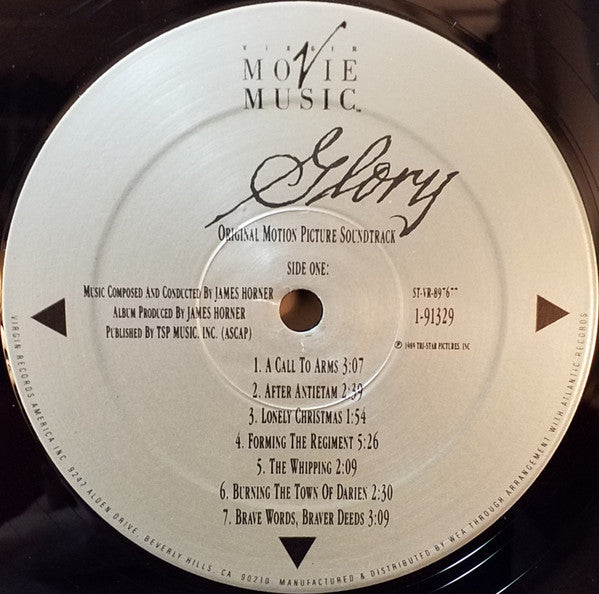 VIRGIN
MOVIE
MUSIC™
Glory
ORIGINAL MOTION PICTURE SOUNDTRACK
SIDE ONE:
MUSIC COMPOSED AND CONDUCTED BY JAMES HORNER
ALBUM PRODUCED BY JAMES HORNER
PUBLISHED BY TSP MUSIC, INC. (ASCAP)
ST-VR-897677
1-91329
℗ 1989 TRI-STAR PICTURES, INC
1. A CALL TO ARMS 3:07
2. AFTER ANTIETAM 2:39
3. LONELY CHRISTMAS 1:54
4. FORMING THE REGIMENT 5:26
5. THE WHIPPING 2:09
6. BURNING THE TOWN OF DARIEN 2:30
7. BRAVE WORDS, BRAVER DEEDS 3:09
VIRGIN RECORDS AMERICA INC. 9247 ALDEN DRIVE, BEVERLY HILLS, CA. 90210 MANUFACTURED & DISTRIBUTED BY WEA THROUGH ARRANGEMENT WITH ATLANTIC RECORDS